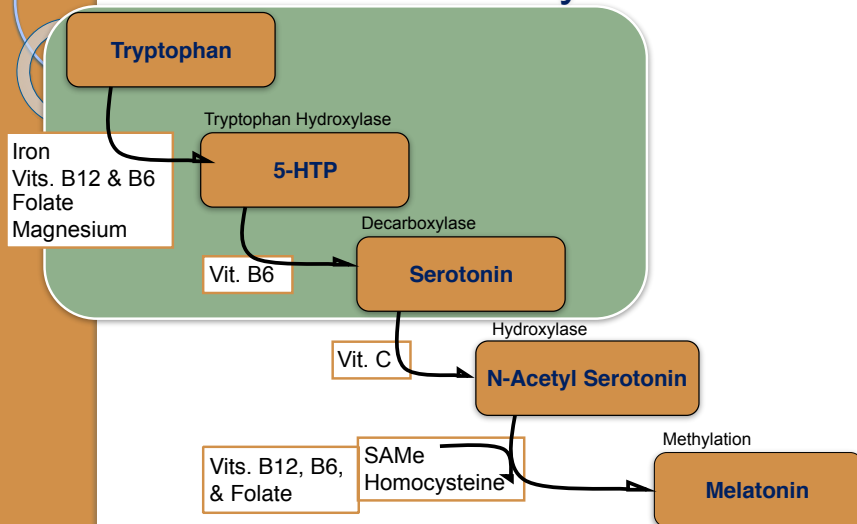 Tryptophan
Tryptophan Hydroxylase
Iron
Vits. B12 & B6
Folate
Magnesium
5-HTP
Decarboxylase
Vit. B6
Serotonin
Hydroxylase
Vit. C
N-Acetyl Serotonin
Methylation
Vits. B12, B6,
& Folate
SAMe
Homocysteine
Melatonin